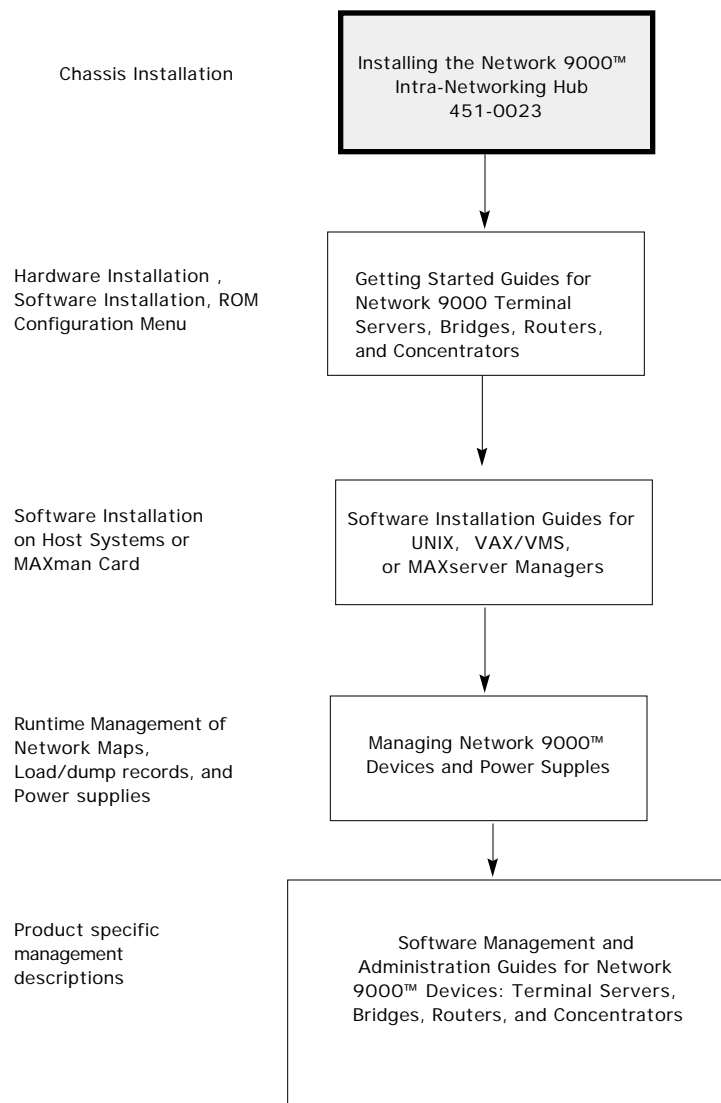 Chassis Installation
Installing the Network 9000™
Intra-Networking Hub
451-0023
Hardware Installation ,
Software Installation, ROM
Configuration Menu
Getting Started Guides for
Network 9000 Terminal
Servers, Bridges, Routers,
and Concentrators
Software Installation
on Host Systems or
MAXman Card
Software Installation Guides for
UNIX, VAX/VMS,
or MAXserver Managers
Runtime Management of
Network Maps,
Load/dump records, and
Power supplies
Managing Network 9000™
Devices and Power Supples
Product specific
management
descriptions
Software Management and
Administration Guides for Network
9000™ Devices: Terminal Servers,
Bridges, Routers, and Concentrators